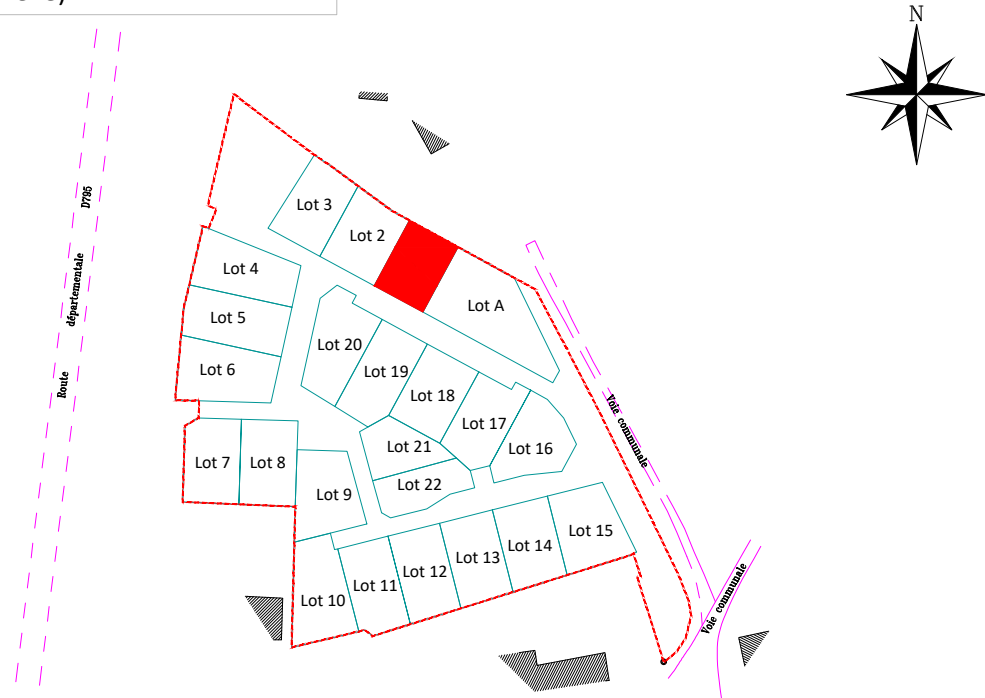 N
Lot 3
Lot 2
Lot A
Lot 4
Lot 5
Lot 6
Lot 20
Lot 19
Lot 18
Lot 17
Lot 16
Lot 21
Lot 22
Lot 7
Lot 8
Lot 9
Lot 10
Lot 11
Lot 12
Lot 13
Lot 14
Lot 15
Route départementale D795
Voie communale
Voie communale